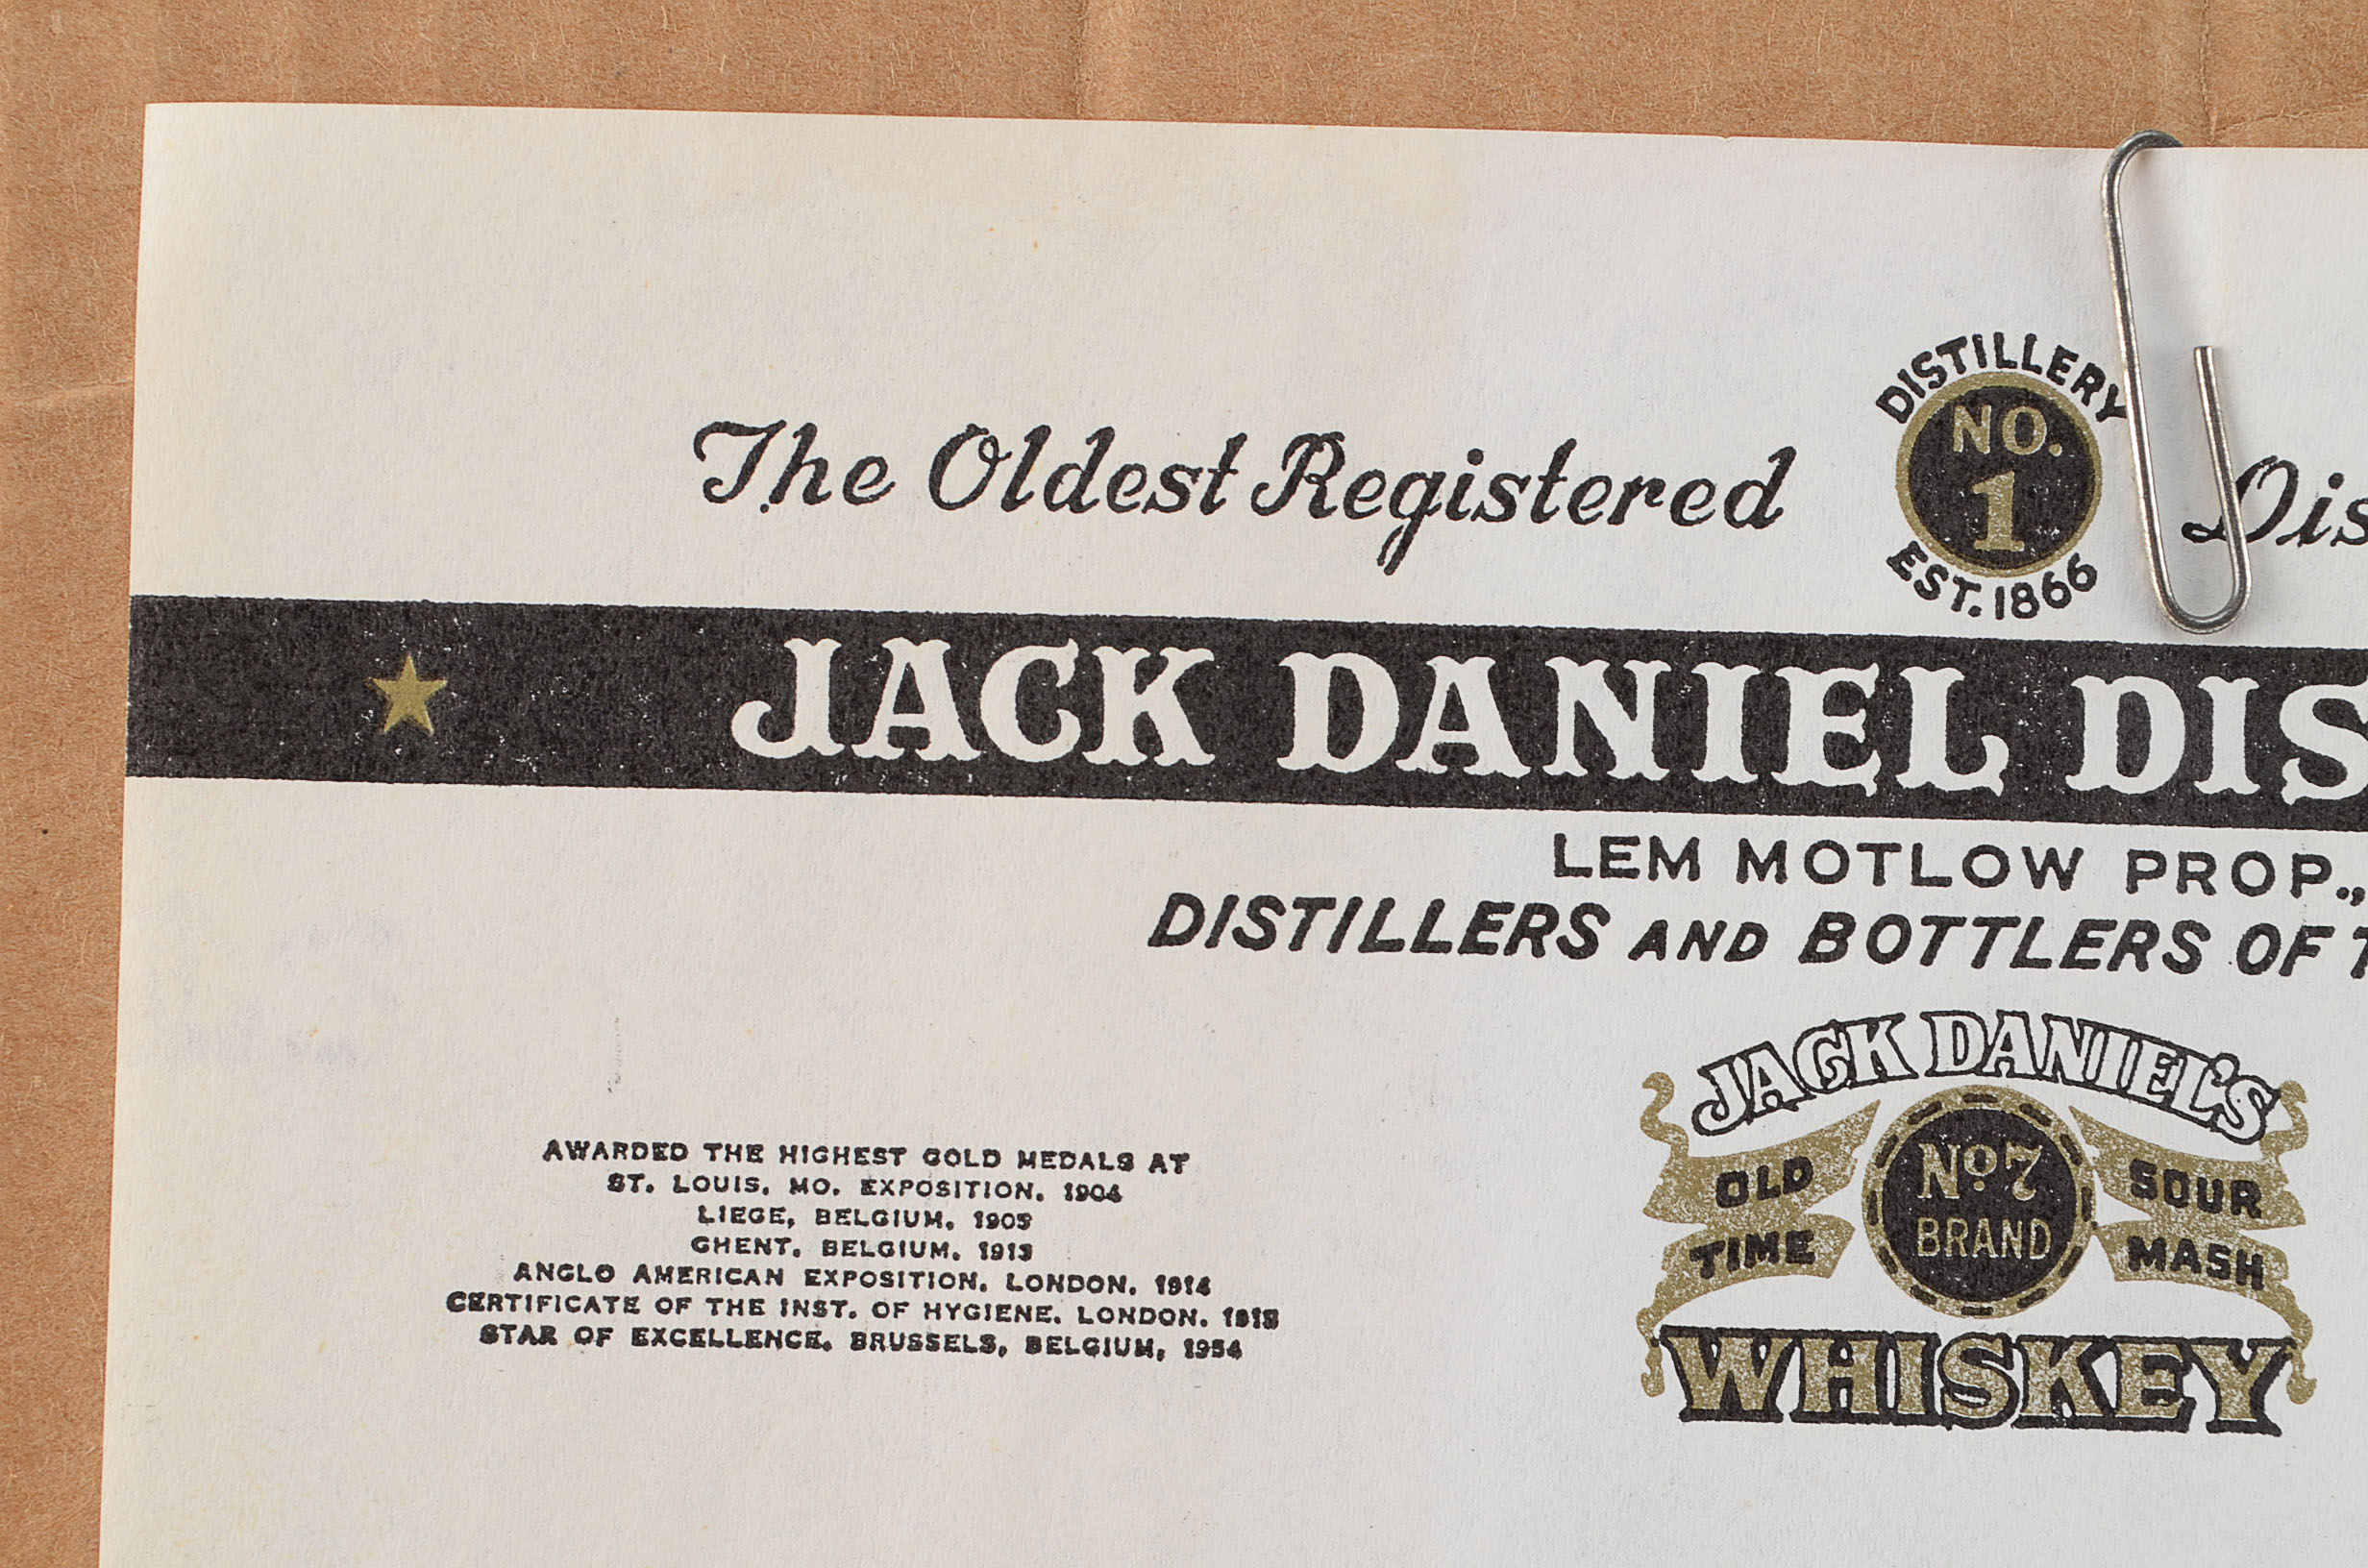 DISTILLERY
NO.
1
EST. 1866
The Oldest Registered Dis
JACK DANIEL DIS
LEM MOTLOW PROP.,
DISTILLERS AND BOTTLERS OF T
JACK DANIEL'S
OLD TIME
No. 7
BRAND
SOUR MASH
WHISKEY
AWARDED THE HIGHEST GOLD MEDALS AT
ST. LOUIS, MO. EXPOSITION, 1904
LIEGE, BELGIUM, 1905
GHENT, BELGIUM, 1913
ANGLO AMERICAN EXPOSITION, LONDON, 1914
CERTIFICATE OF THE INST. OF HYGIENE, LONDON,
STAR OF EXCELLENCE, BRUSSELS, BELGIUM, 1954